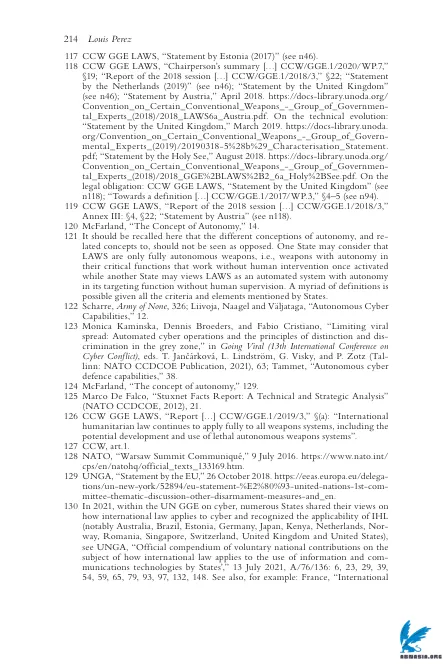 214 Louis Perez
117 CCW GGE LAWS, “Statement by Estonia (2017)” (see n46).
118 CCW GGE LAWS, “Chairperson’s summary […] CCW/GGE.1/2020/WP.7,”
§19; “Report of the 2018 session […] CCW/GGE.1/2018/3,” §22; “Statement
by the Netherlands (2019)” (see n46); “Statement by the United Kingdom”
(see n46); “Statement by Austria,” April 2018. https://docs-library.unoda.org/
Convention_on_Certain_Conventional_Weapons_-_Group_of_Governmen-
tal_Experts_(2018)/2018_LAWS6a_Austria.pdf. On the technical evolution:
“Statement by the United Kingdom,” March 2019. https://docs-library.unoda.
org/Convention_on_Certain_Conventional_Weapons_-_Group_of_Govern-
mental_Experts_(2019)/20190318-5%28b%29_Characterisation_Statement.
pdf; “Statement by the Holy See,” August 2018. https://docs-library.unoda.org/
Convention_on_Certain_Conventional_Weapons_-_Group_of_Governmen-
tal_Experts_(2018)/2018_GGE%2BLAWS%2B2_6a_Holy%2BSee.pdf. On the
legal obligation: CCW GGE LAWS, “Statement by the United Kingdom” (see
n118); “Towards a definition […] CCW/GGE.1/2017/WP.3,” §4–5 (see n94).
119 CCW GGE LAWS, “Report of the 2018 session […] CCW/GGE.1/2018/3,”
Annex III: §4, §22; “Statement by Austria” (see n118).
120 McFarland, “The Concept of Autonomy,” 14.
121 It should be recalled here that the different conceptions of autonomy, and re-
lated concepts to, should not be seen as opposed. One State may consider that
LAWS are only fully autonomous weapons, i.e., weapons with autonomy in
their critical functions that work without human intervention once activated
while another State may views LAWS as an automated system with autonomy
in its targeting function without human supervision. A myriad of definitions is
possible given all the criteria and elements mentioned by States.
122 Scharre, Army of None, 326; Liivoja, Naagel and Väljataga, “Autonomous Cyber
Capabilities,” 12.
123 Monica Kaminska, Dennis Broeders, and Fabio Cristiano, “Limiting viral
spread: Automated cyber operations and the principles of distinction and dis-
crimination in the grey zone,” in Going Viral (13th International Conference on
Cyber Conflict), eds. T. Jančárková, L. Lindström, G. Visky, and P. Zotz (Tal-
linn: NATO CCDCOE Publication, 2021), 63; Tammet, “Autonomous cyber
defence capabilities,” 38.
124 McFarland, “The concept of autonomy,” 129.
125 Marco De Falco, “Stuxnet Facts Report: A Technical and Strategic Analysis”
(NATO CCDCOE, 2012), 21.
126 CCW GGE LAWS, “Report […] CCW/GGE.1/2019/3,” §(a): “International
humanitarian law continues to apply fully to all weapons systems, including the
potential development and use of lethal autonomous weapons systems”.
127 CCW, art.1.
128 NATO, “Warsaw Summit Communiqué,” 9 July 2016. https://www.nato.int/
cps/en/natohq/official_texts_133169.htm.
129 UNGA, “Statement by the EU,” 26 October 2018. https://eeas.europa.eu/delega-
tions/un-new-york/52894/eu-statement-%E2%80%93-united-nations-1st-com-
mittee-thematic-discussion-other-disarmament-measures-and_en.
130 In 2021, within the UN GGE on cyber, numerous States shared their views on
how international law applies to cyber and recognized the applicability of IHL
(notably Australia, Brazil, Estonia, Germany, Japan, Kenya, Netherlands, Nor-
way, Romania, Singapore, Switzerland, United Kingdom and United States),
see UNGA, “Official compendium of voluntary national contributions on the
subject of how international law applies to the use of information and com-
munications technologies by States’,” 13 July 2021, A/76/136: 6, 23, 29, 39,
54, 59, 65, 79, 93, 97, 132, 148. See also, for example: France, “International